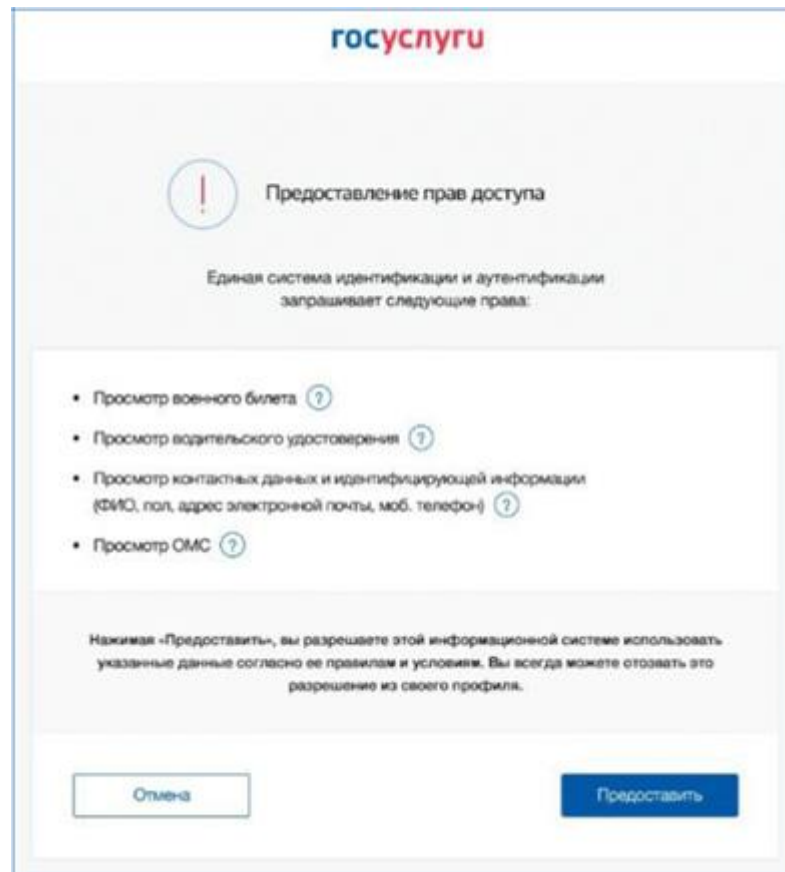 госуслуги
!
Предоставление прав доступа
Единая система идентификации и аутентификации
запрашивает следующие права:
• Просмотр военного билета ?
• Просмотр водительского удостоверения ?
• Просмотр контактных данных и идентифицирующей информации
(ФИО, пол, адрес электронной почты, моб. телефон) ?
• Просмотр ОМС ?
Нажимая «Предоставить», вы разрешаете этой информационной системе использовать
указанные данные согласно ее правилам и условиям. Вы всегда можете отозвать это
разрешение из своего профиля.
Отмена
Предоставить